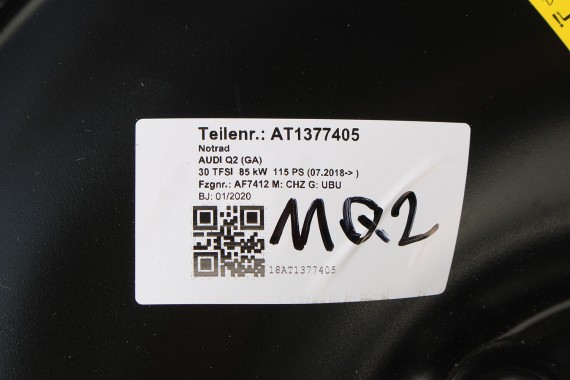 Teilenr.: AT1377405
Notrad
AUDI Q2 (GA)
30 TFSI 85 kW 115 PS (07.2018-> )
Fzgnr.: AF7412 M: CHZ G: UBU
BJ: 01/2020
MQ2
18AT1377405